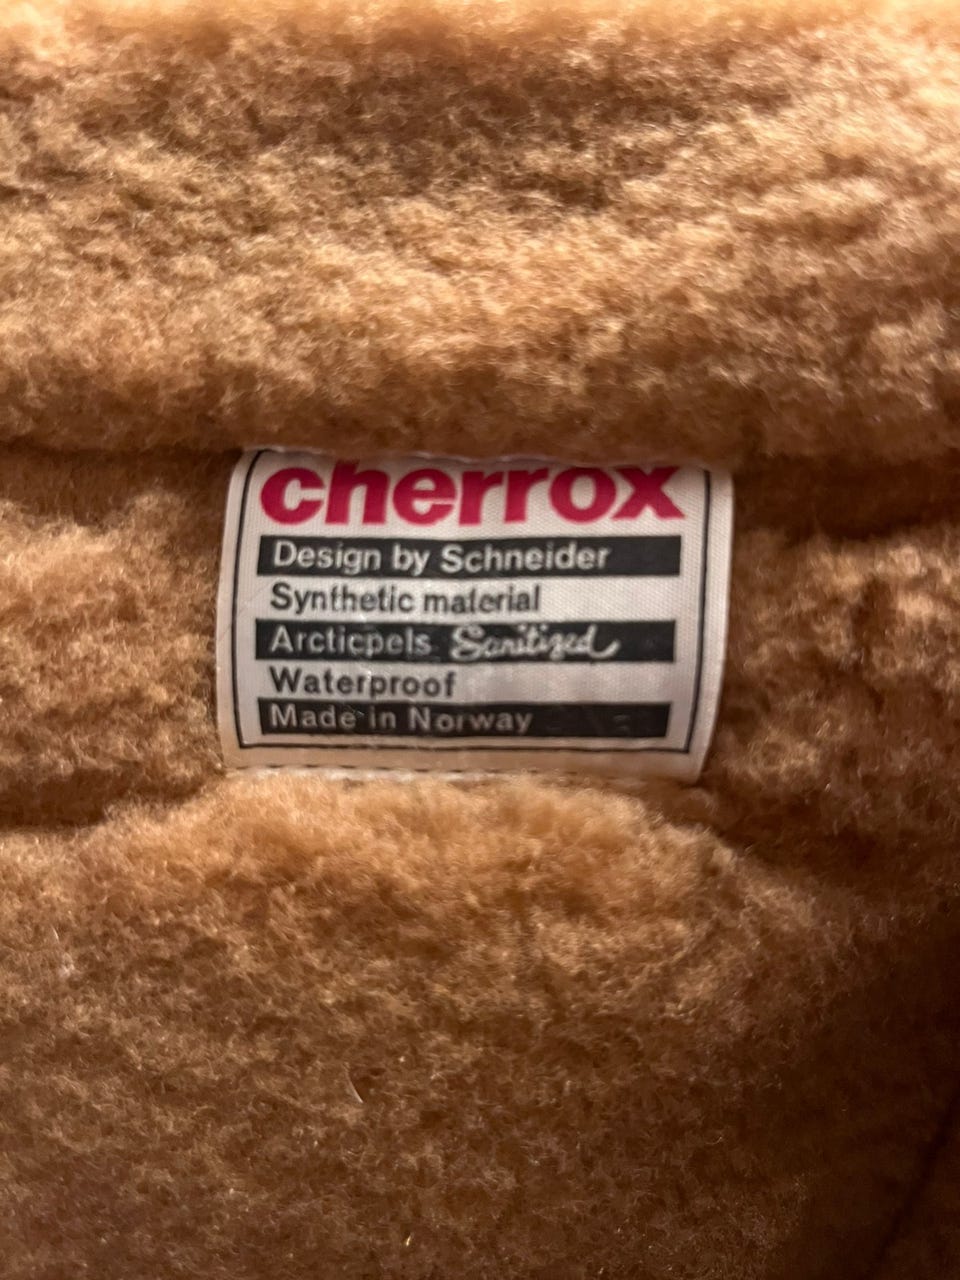 cherrox
Design by Schneider
Synthetic material
Arcticpels Sanitized
Waterproof
Made in Norway